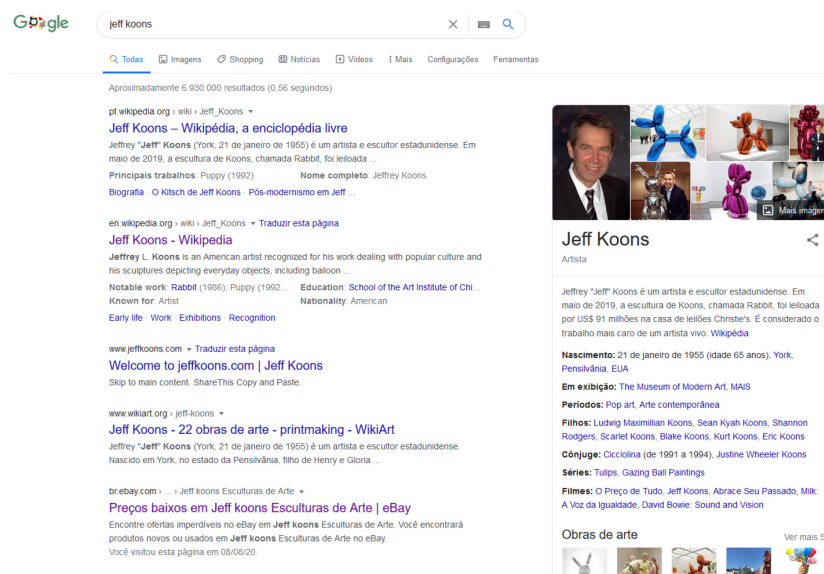 Google
jeff koons
Todas Imagens Shopping Notícias Vídeos Mais Configurações Ferramentas
Aproximadamente 6.930.000 resultados (0,56 segundos)
pt.wikipedia.org › wiki › Jeff_Koons
Jeff Koons – Wikipédia, a enciclopédia livre
Jeffrey "Jeff" Koons (York, 21 de janeiro de 1955) é um artista e escultor estadunidense. Em
maio de 2019, a escultura de Koons, chamada Rabbit, foi leiloada ...
Principais trabalhos: Puppy (1992) Nome completo: Jeffrey Koons
Biografia · O Kitsch de Jeff Koons · Pós-modernismo em Jeff ...
en.wikipedia.org › wiki › Jeff_Koons Traduzir esta página
Jeff Koons - Wikipedia
Jeffrey L. Koons is an American artist recognized for his work dealing with popular culture and
his sculptures depicting everyday objects, including balloon ...
Notable work: Rabbit (1986); Puppy (1992... Education: School of the Art Institute of Chi...
Known for: Artist Nationality: American
Early life · Work · Exhibitions · Recognition
www.jeffkoons.com Traduzir esta página
Welcome to jeffkoons.com | Jeff Koons
Skip to main content. ShareThis Copy and Paste.
www.wikiart.org › jeff-koons
Jeff Koons - 22 obras de arte - printmaking - WikiArt
Jeffrey "Jeff" Koons (York, 21 de janeiro de 1955) é um artista e escultor estadunidense.
Nascido em York, no estado da Pensilvânia, filho de Henry e Gloria ...
br.ebay.com › ... › Jeff koons Esculturas de Arte
Preços baixos em Jeff koons Esculturas de Arte | eBay
Encontre ofertas imperdíveis no eBay em Jeff koons Esculturas de Arte. Você encontrará
produtos novos ou usados em Jeff koons Esculturas de Arte no eBay.
Você visitou esta página em 08/08/20.
Mais imagen
Jeff Koons
Artista
Jeffrey "Jeff" Koons é um artista e escultor estadunidense. Em
maio de 2019, a escultura de Koons, chamada Rabbit, foi leiloada
por US$ 91 milhões na casa de leilões Christie's. É considerado o
trabalho mais caro de um artista vivo. Wikipédia
Nascimento: 21 de janeiro de 1955 (idade 65 anos), York,
Pensilvânia, EUA
Em exibição: The Museum of Modern Art, MAIS
Períodos: Pop art, Arte contemporânea
Filhos: Ludwig Maximillian Koons, Sean Kyah Koons, Shannon
Rodgers, Scarlet Koons, Blake Koons, Kurt Koons, Eric Koons
Cônjuge: Cicciolina (de 1991 a 1994), Justine Wheeler Koons
Séries: Tulips, Gazing Ball Paintings
Filmes: O Preço de Tudo, Jeff Koons, Abrace Seu Passado, Milk:
A Voz da Igualdade, David Bowie: Sound and Vision
Obras de arte Ver mais 5